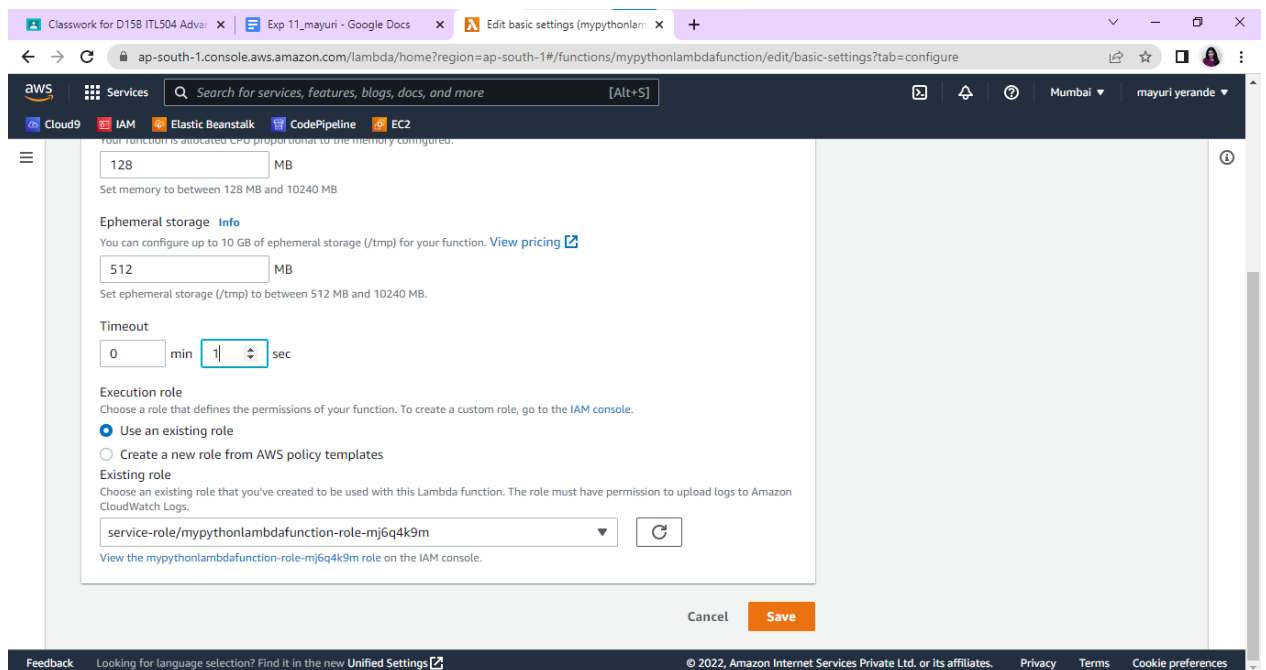 Classwork for D15B ITL504 Advar
Exp 11_mayuri - Google Docs
Edit basic settings (mypythonlam
ap-south-1.console.aws.amazon.com/lambda/home?region=ap-south-1#/functions/mypythonlambdafunction/edit/basic-settings?tab=configure
aws Services Search for services, features, blogs, docs, and more [Alt+S] Mumbai ▼ mayuri yerande ▼
Cloud9 IAM Elastic Beanstalk CodePipeline EC2
Your function is allocated CPU proportional to the memory configured.
128 MB
Set memory to between 128 MB and 10240 MB
Ephemeral storage Info
You can configure up to 10 GB of ephemeral storage (/tmp) for your function. View pricing
512 MB
Set ephemeral storage (/tmp) to between 512 MB and 10240 MB.
Timeout
0 min 1 sec
Execution role
Choose a role that defines the permissions of your function. To create a custom role, go to the IAM console.
Use an existing role
Create a new role from AWS policy templates
Existing role
Choose an existing role that you've created to be used with this Lambda function. The role must have permission to upload logs to Amazon
CloudWatch Logs.
service-role/mypythonlambdafunction-role-mj6q4k9m
View the mypythonlambdafunction-role-mj6q4k9m role on the IAM console.
Cancel Save
Feedback Looking for language selection? Find it in the new Unified Settings © 2022, Amazon Internet Services Private Ltd. or its affiliates. Privacy Terms Cookie preferences